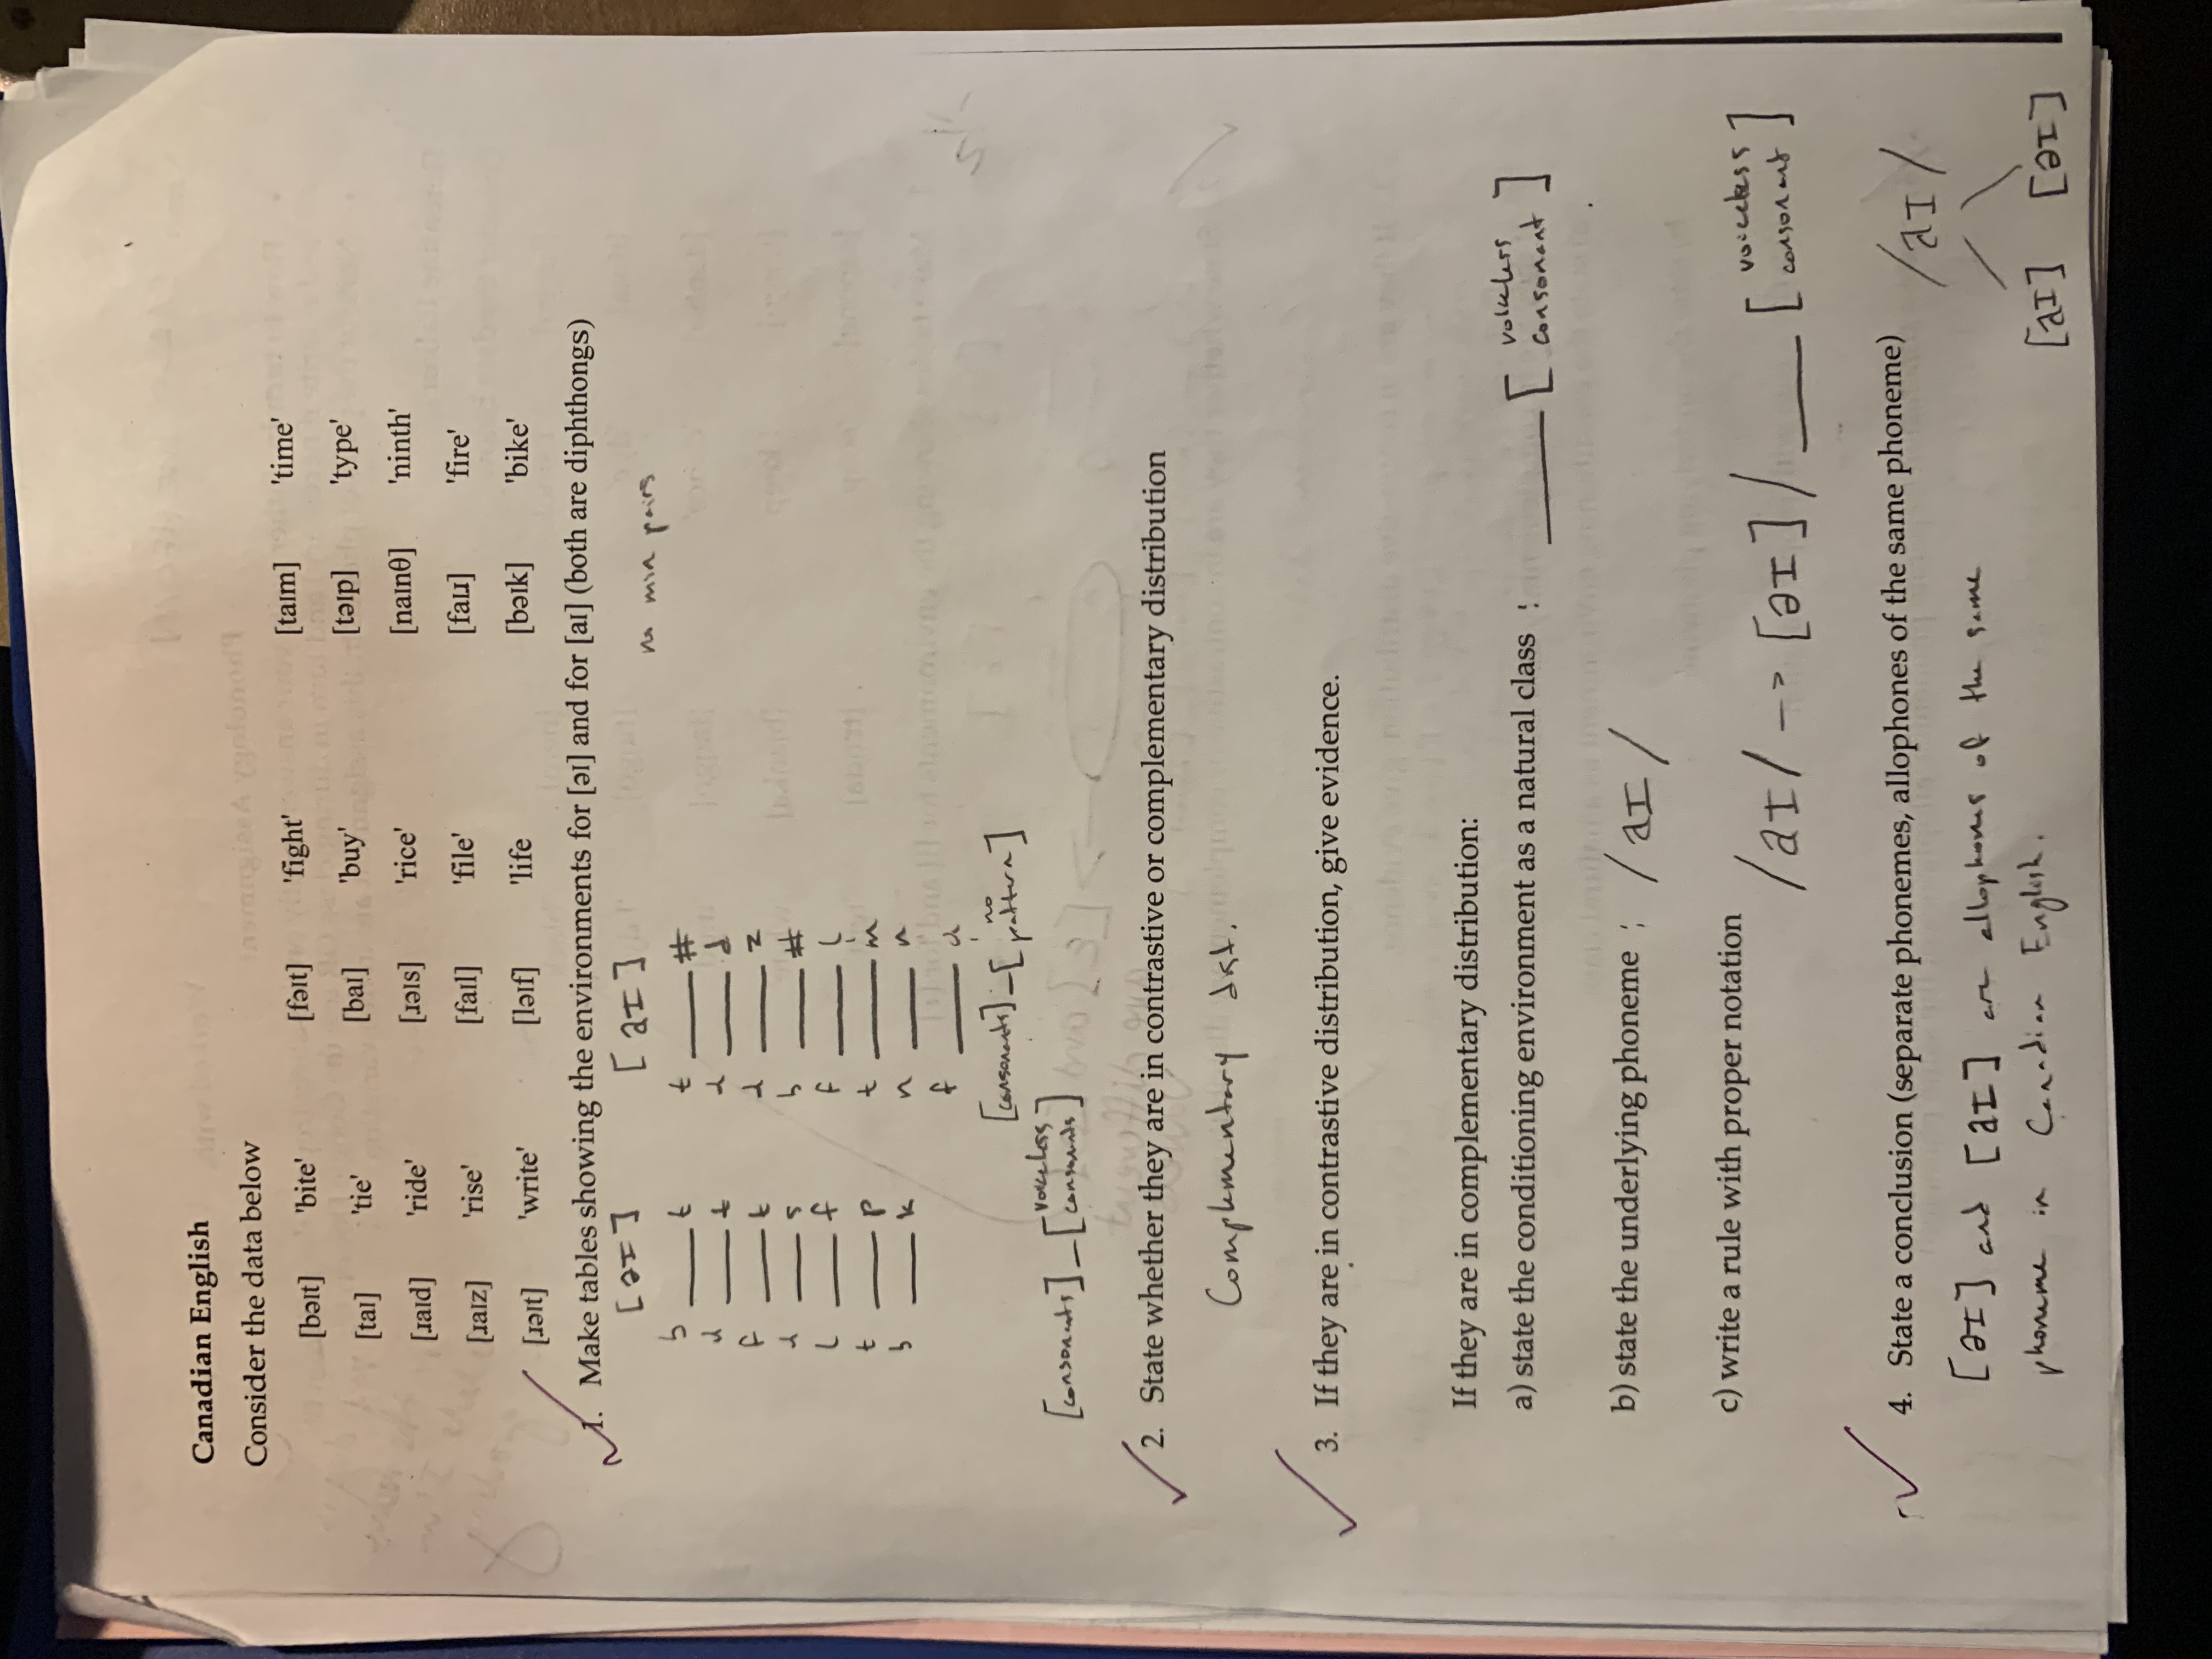 Canadian English
Consider the data below
[bəɪt] 'bite' [fəɪt] 'fight' [taɪm] 'time'
[taɪ] 'tie' [baɪ] 'buy' [təɪp] 'type'
[ɹaɪd] 'ride' [ɹəɪs] 'rice' [naɪnθ] 'ninth'
[ɹaɪz] 'rise' [faɪl] 'file' [faɪɹ] 'fire'
[ɹəɪt] 'write' [ləɪf] 'life [bəɪk] 'bike'
1. Make tables showing the environments for [əɪ] and for [aɪ] (both are diphthongs)
[əɪ] [aɪ] no min pairs
b ___ t t ___ #
ɹ ___ t ɹ ___ d
f ___ t ɹ ___ z
ɹ ___ s b ___ #
l ___ f f ___ l
t ___ p t ___ m
b ___ k n ___ n
f ___ ɹ
[consonants]_[no pattern]
[consonants]_[voiceless consonants]
2. State whether they are in contrastive or complementary distribution
Complementary dist.
3. If they are in contrastive distribution, give evidence.
If they are in complementary distribution:
a) state the conditioning environment as a natural class : ___ [voiceless consonant]
b) state the underlying phoneme : /aɪ/
c) write a rule with proper notation /aɪ/ --> [əɪ] / ___ [voiceless consonant]
4. State a conclusion (separate phonemes, allophones of the same phoneme) /aɪ/
[əɪ] and [aɪ] are allophones of the same
phoneme in Canadian English.
[aɪ] [əɪ]